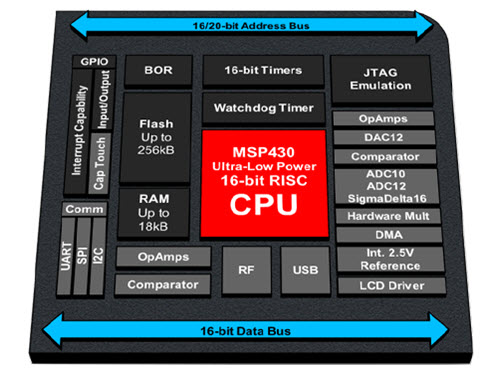 16/20-bit Address Bus
GPIO
Interrupt Capability
Input/Output
Cap Touch
BOR
16-bit Timers
JTAG
Emulation
Flash
Up to
256kB
Watchdog Timer
MSP430
Ultra-Low Power
16-bit RISC
CPU
OpAmps
DAC12
Comparator
ADC10
ADC12
SigmaDelta16
Hardware Mult
DMA
Int. 2.5V
Reference
LCD Driver
RAM
Up to
18kB
Comm
UART
SPI
I2C
OpAmps
Comparator
RF
USB
16-bit Data Bus